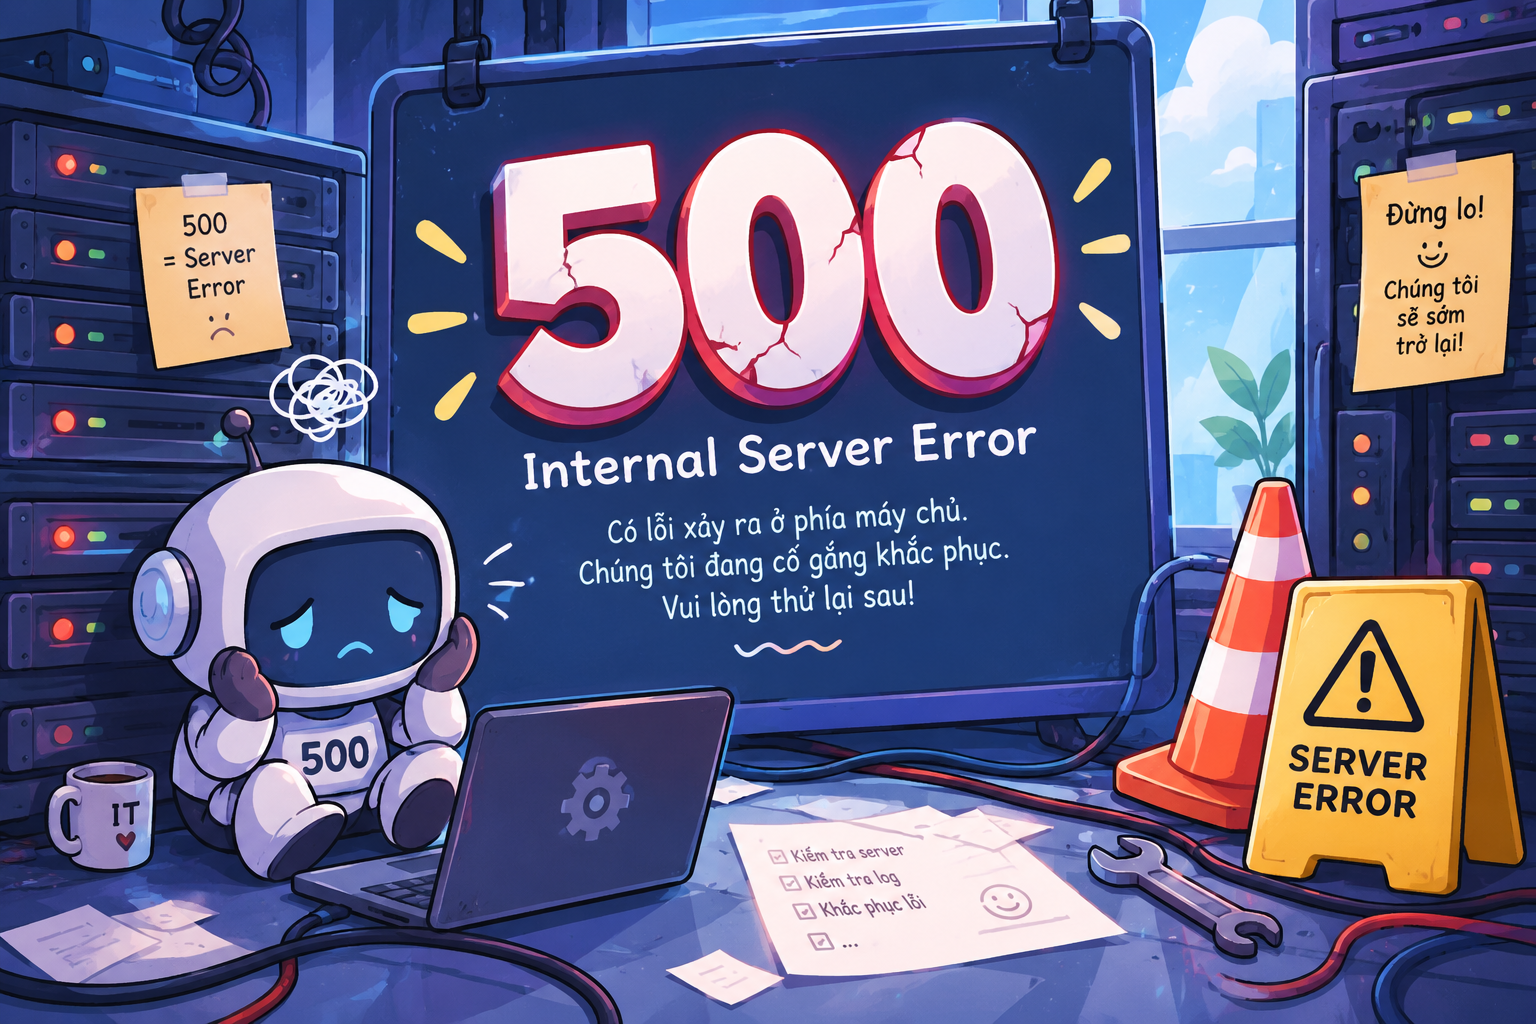 500
= Server
Error
500
Internal Server Error
Có lỗi xảy ra ở phía máy chủ.
Chúng tôi đang cố gắng khắc phục.
Vui lòng thử lại sau!
Đừng lo!
Chúng tôi
sẽ sớm
trở lại!
500
IT
SERVER
ERROR
Kiểm tra server
Kiểm tra log
Khắc phục lỗi
...